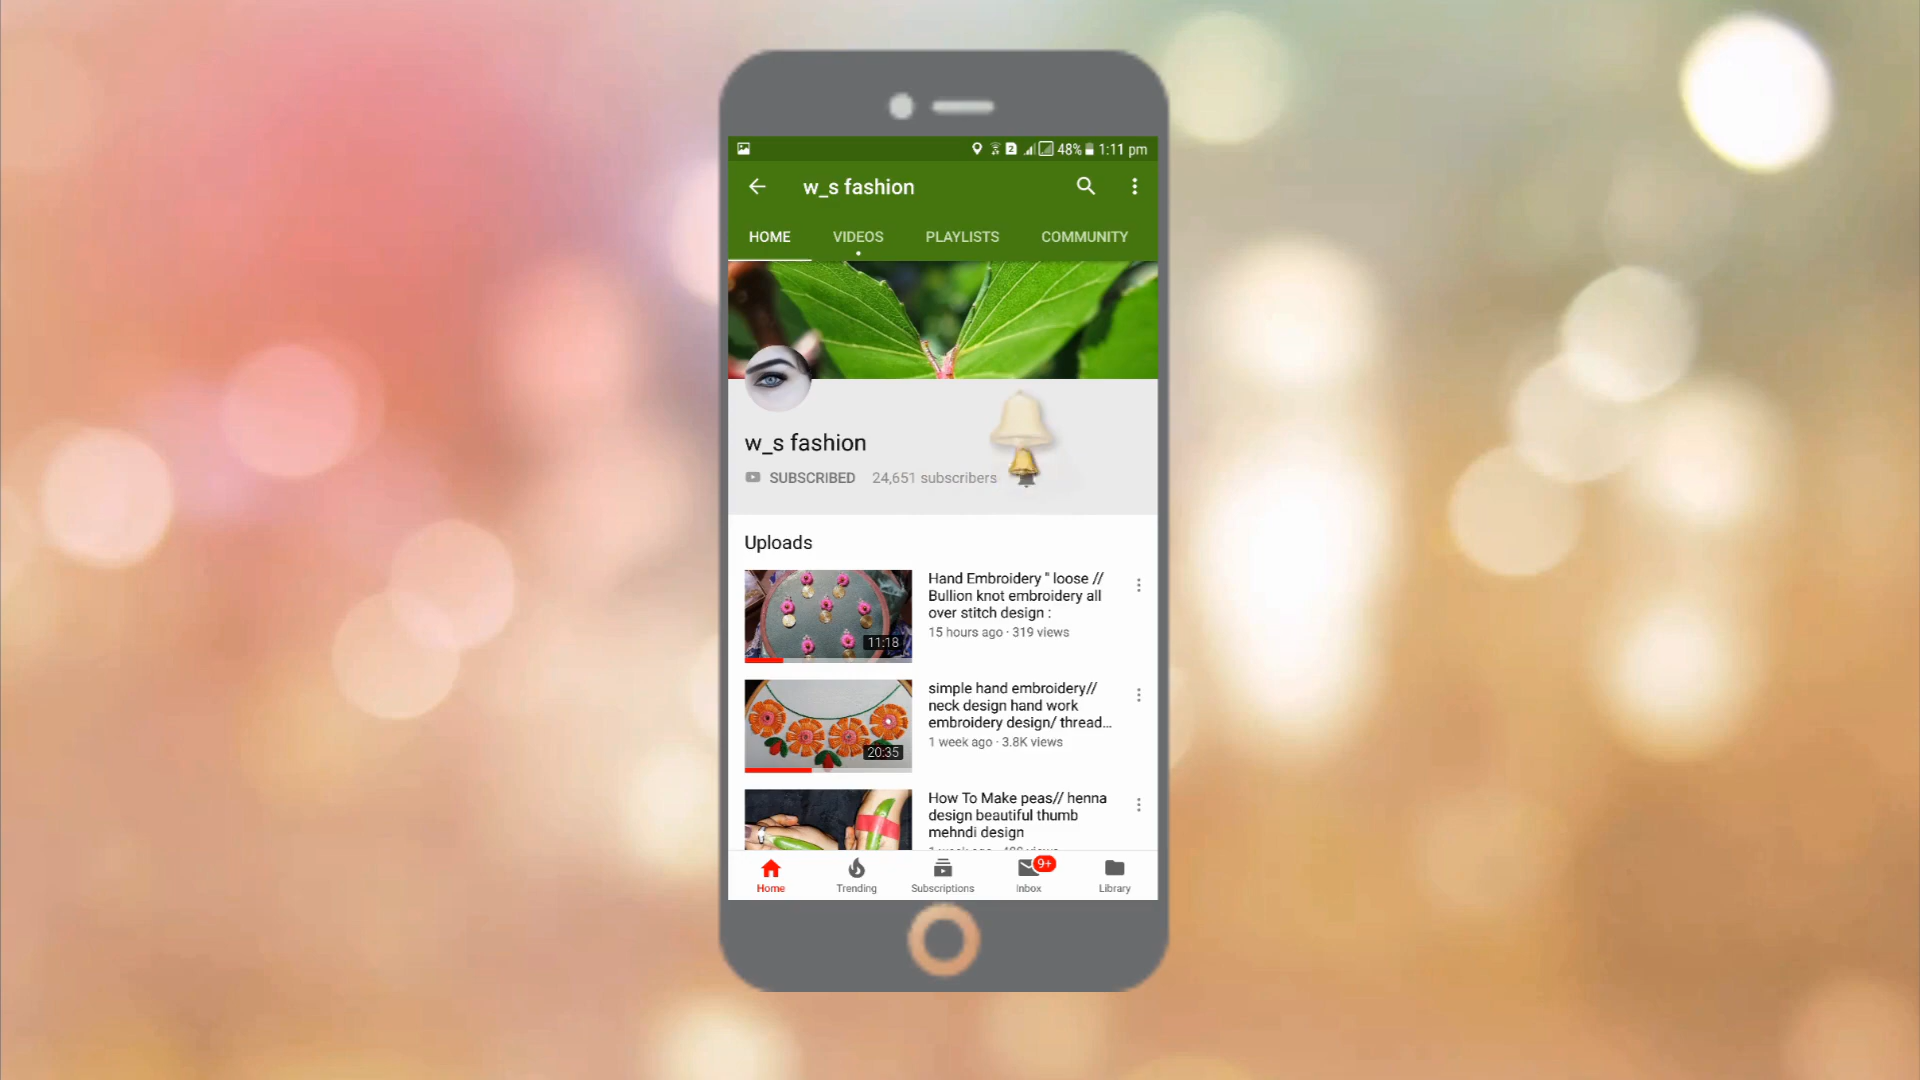 2 48% 1:11 pm
w_s fashion
HOME VIDEOS PLAYLISTS COMMUNITY
w_s fashion
SUBSCRIBED 24,651 subscribers
Uploads
Hand Embroidery " loose //
Bullion knot embroidery all
over stitch design :
15 hours ago · 319 views
11:18
simple hand embroidery//
neck design hand work
embroidery design/ thread...
1 week ago · 3.8K views
20:35
How To Make peas// henna
design beautiful thumb
mehndi design
9+
Home Trending Subscriptions Inbox Library